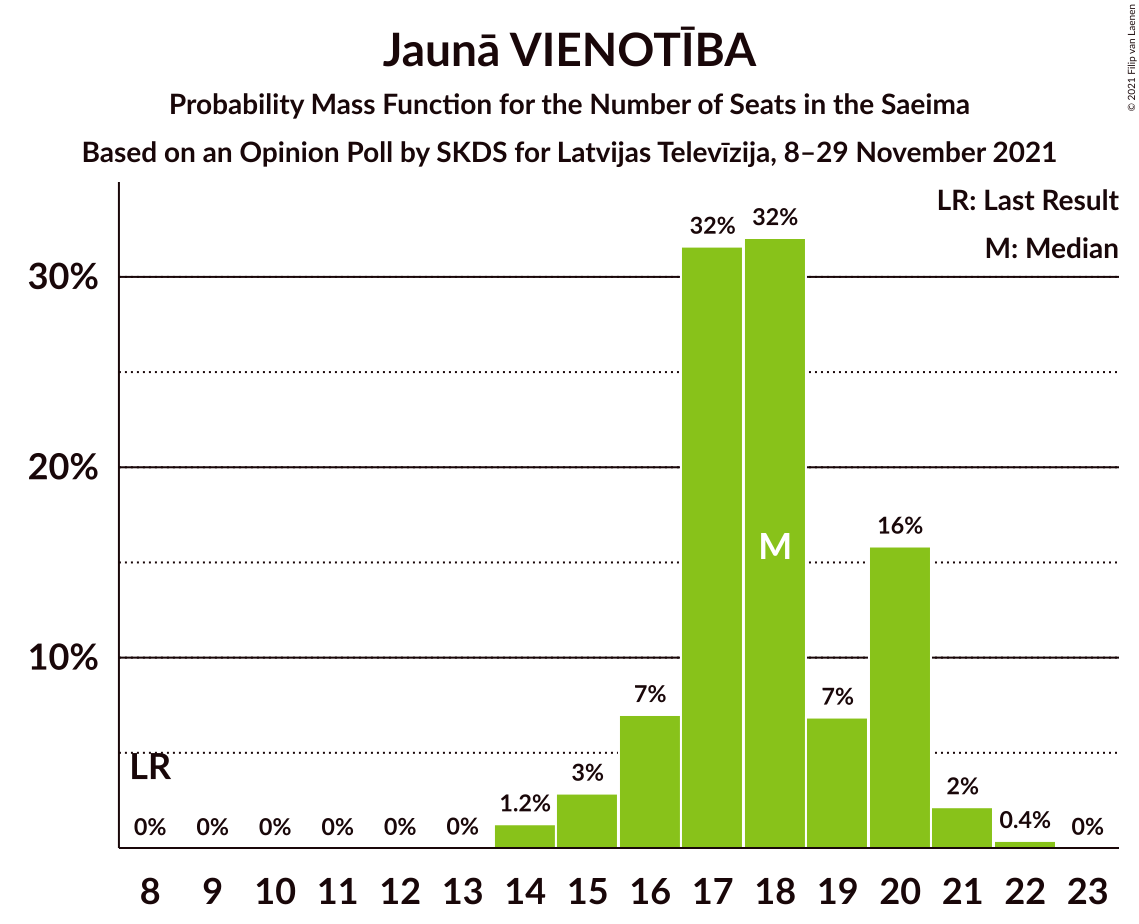 Jaunā VIENOTĪBA
Probability Mass Function for the Number of Seats in the Saeima
Based on an Opinion Poll by SKDS for Latvijas Televīzija, 8–29 November 2021
© 2021 Filip van Laenen
LR: Last Result
M: Median
30%
20%
10%
32%
32%
M
16%
7%
7%
LR
3%
2%
1.2%
0.4%
0% 0% 0% 0% 0% 0% 0%
8 9 10 11 12 13 14 15 16 17 18 19 20 21 22 23